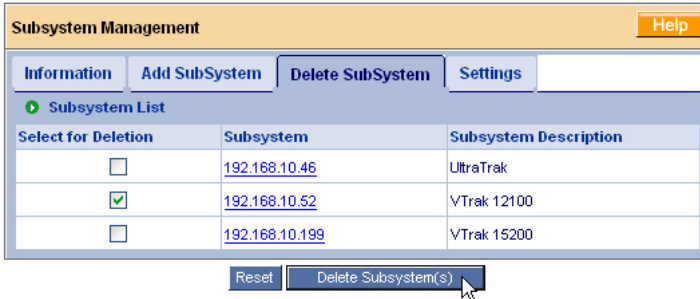 Subsystem Management Help
Information Add SubSystem Delete SubSystem Settings
Subsystem List
Select for Deletion Subsystem Subsystem Description
192.168.10.46 UltraTrak
192.168.10.52 VTrak 12100
192.168.10.199 VTrak 15200
Reset Delete Subsystem(s)